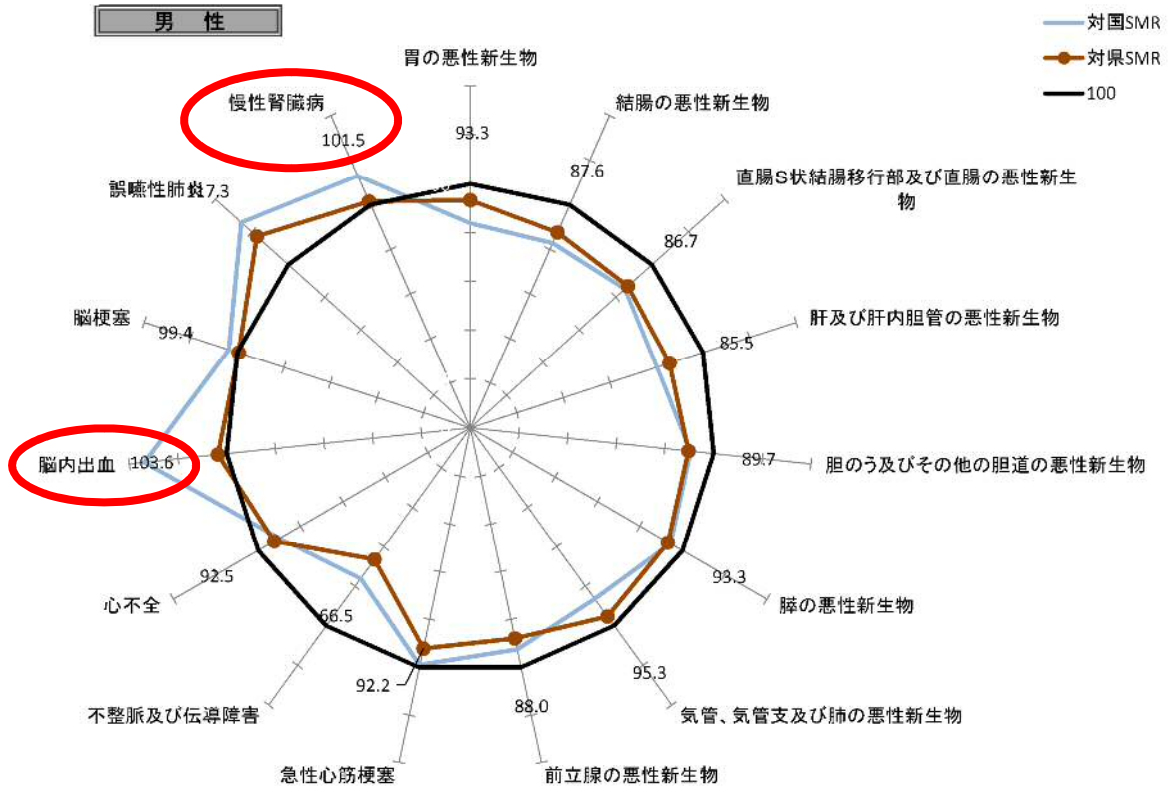 男 性
対国SMR
対県SMR
100
胃の悪性新生物
93.3
慢性腎臓病
101.5
結腸の悪性新生物
87.6
誤嚥性肺炎
117.3
直腸S状結腸移行部及び直腸の悪性新生
物
86.7
脳梗塞
99.4
肝及び肝内胆管の悪性新生物
85.5
脳内出血
103.6
胆のう及びその他の胆道の悪性新生物
89.7
心不全
92.5
膵の悪性新生物
93.3
不整脈及び伝導障害
66.5
気管、気管支及び肺の悪性新生物
95.3
急性心筋梗塞
92.2
前立腺の悪性新生物
88.0